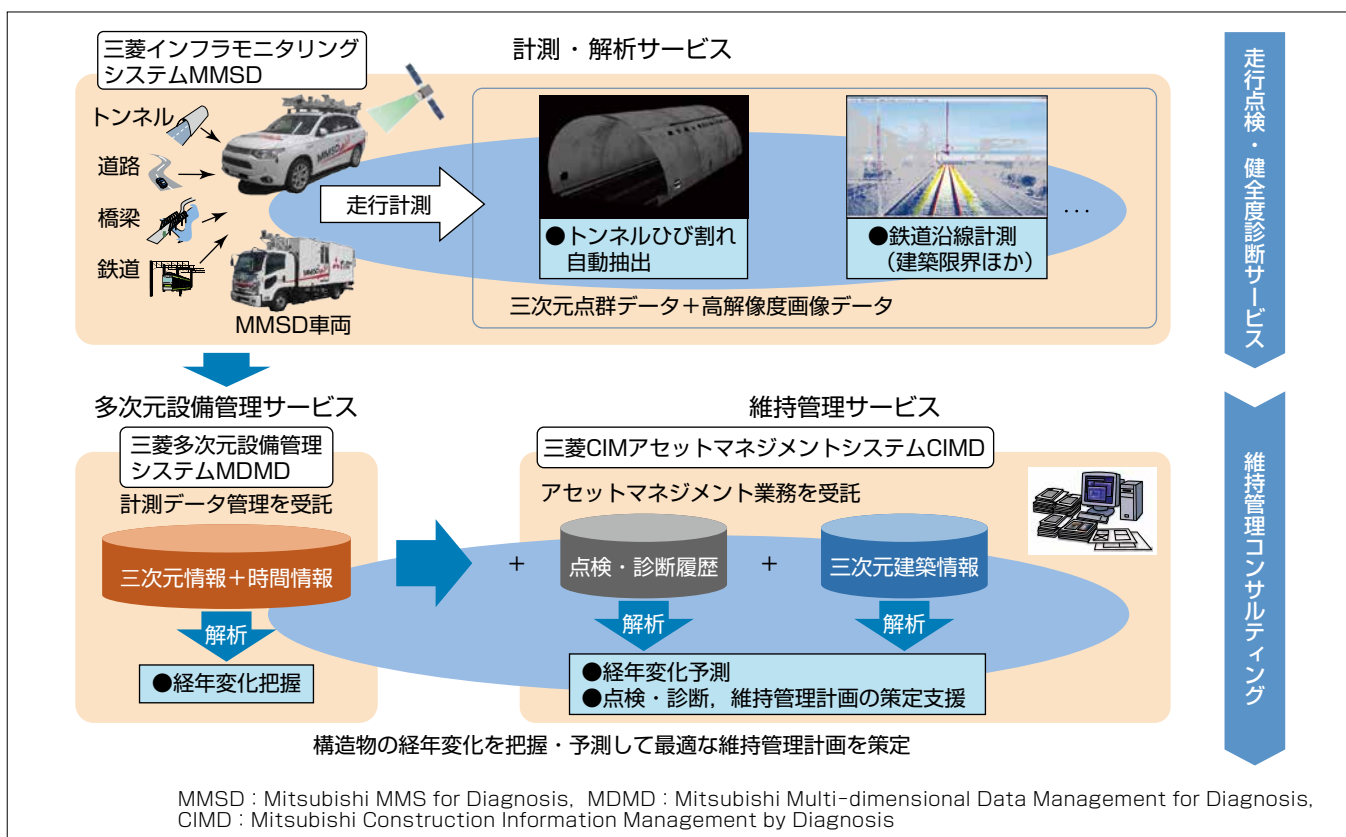 三菱インフラモニタリング
システムMMSD
計測・解析サービス
トンネル
道路
橋梁
鉄道
MMSD
MMSD車両
走行計測
●トンネルひび割れ
自動抽出
●鉄道沿線計測
（建築限界ほか）
…
三次元点群データ＋高解像度画像データ
走行点検・健全度診断サービス
多次元設備管理サービス
三菱多次元設備管理
システムMDMD
計測データ管理を受託
三次元情報＋時間情報
解析
●経年変化把握
維持管理サービス
三菱CIMアセットマネジメントシステムCIMD
アセットマネジメント業務を受託
＋
点検・診断履歴
＋
三次元建築情報
解析
解析
●経年変化予測
●点検・診断，維持管理計画の策定支援
維持管理コンサルティング
構造物の経年変化を把握・予測して最適な維持管理計画を策定
MMSD：Mitsubishi MMS for Diagnosis, MDMD：Mitsubishi Multi-dimensional Data Management for Diagnosis,
CIMD：Mitsubishi Construction Information Management by Diagnosis